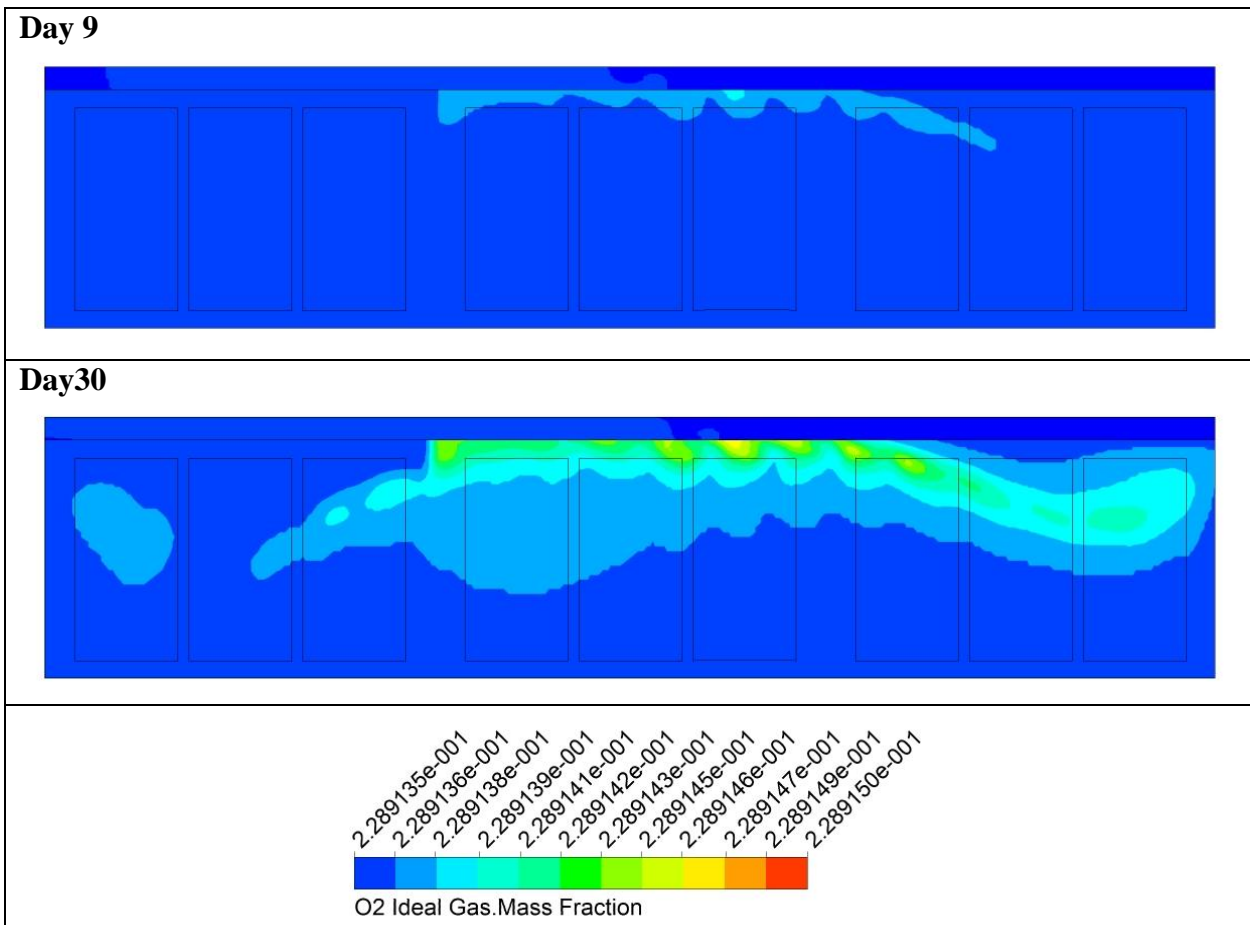 Day 9
Day30
2.289135e-001
2.289136e-001
2.289138e-001
2.289139e-001
2.289141e-001
2.289142e-001
2.289143e-001
2.289145e-001
2.289146e-001
2.289147e-001
2.289149e-001
2.289150e-001
O2 Ideal Gas.Mass Fraction